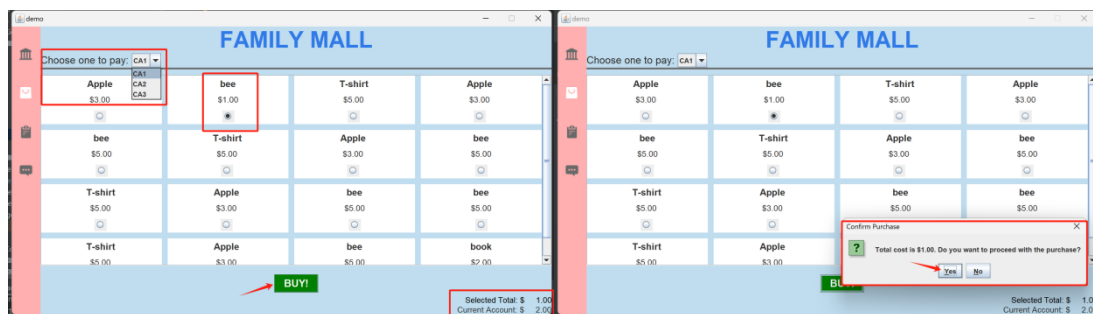 demo
FAMILY MALL
Choose one to pay: CA1
CA1
CA2
CA3
Apple bee T-shirt Apple
$3.00 $1.00 $5.00 $3.00
bee T-shirt Apple bee
$5.00 $5.00 $3.00 $5.00
T-shirt Apple bee bee
$5.00 $3.00 $5.00 $5.00
T-shirt Apple bee book
$5.00 $3.00 $5.00 $2.00
BUY!
Selected Total: $ 1.00
Current Account: $ 2.00
demo
FAMILY MALL
Choose one to pay: CA1
Apple bee T-shirt Apple
$3.00 $1.00 $5.00 $3.00
bee T-shirt Apple bee
$5.00 $5.00 $3.00 $5.00
T-shirt Apple bee bee
$5.00 $3.00 $5.00 $5.00
Confirm Purchase
Total cost is $1.00. Do you want to proceed with the purchase?
Yes No
T-shirt Apple
$5.00 $3.00
BU
Selected Total: $ 1.0
Current Account: $ 2.0